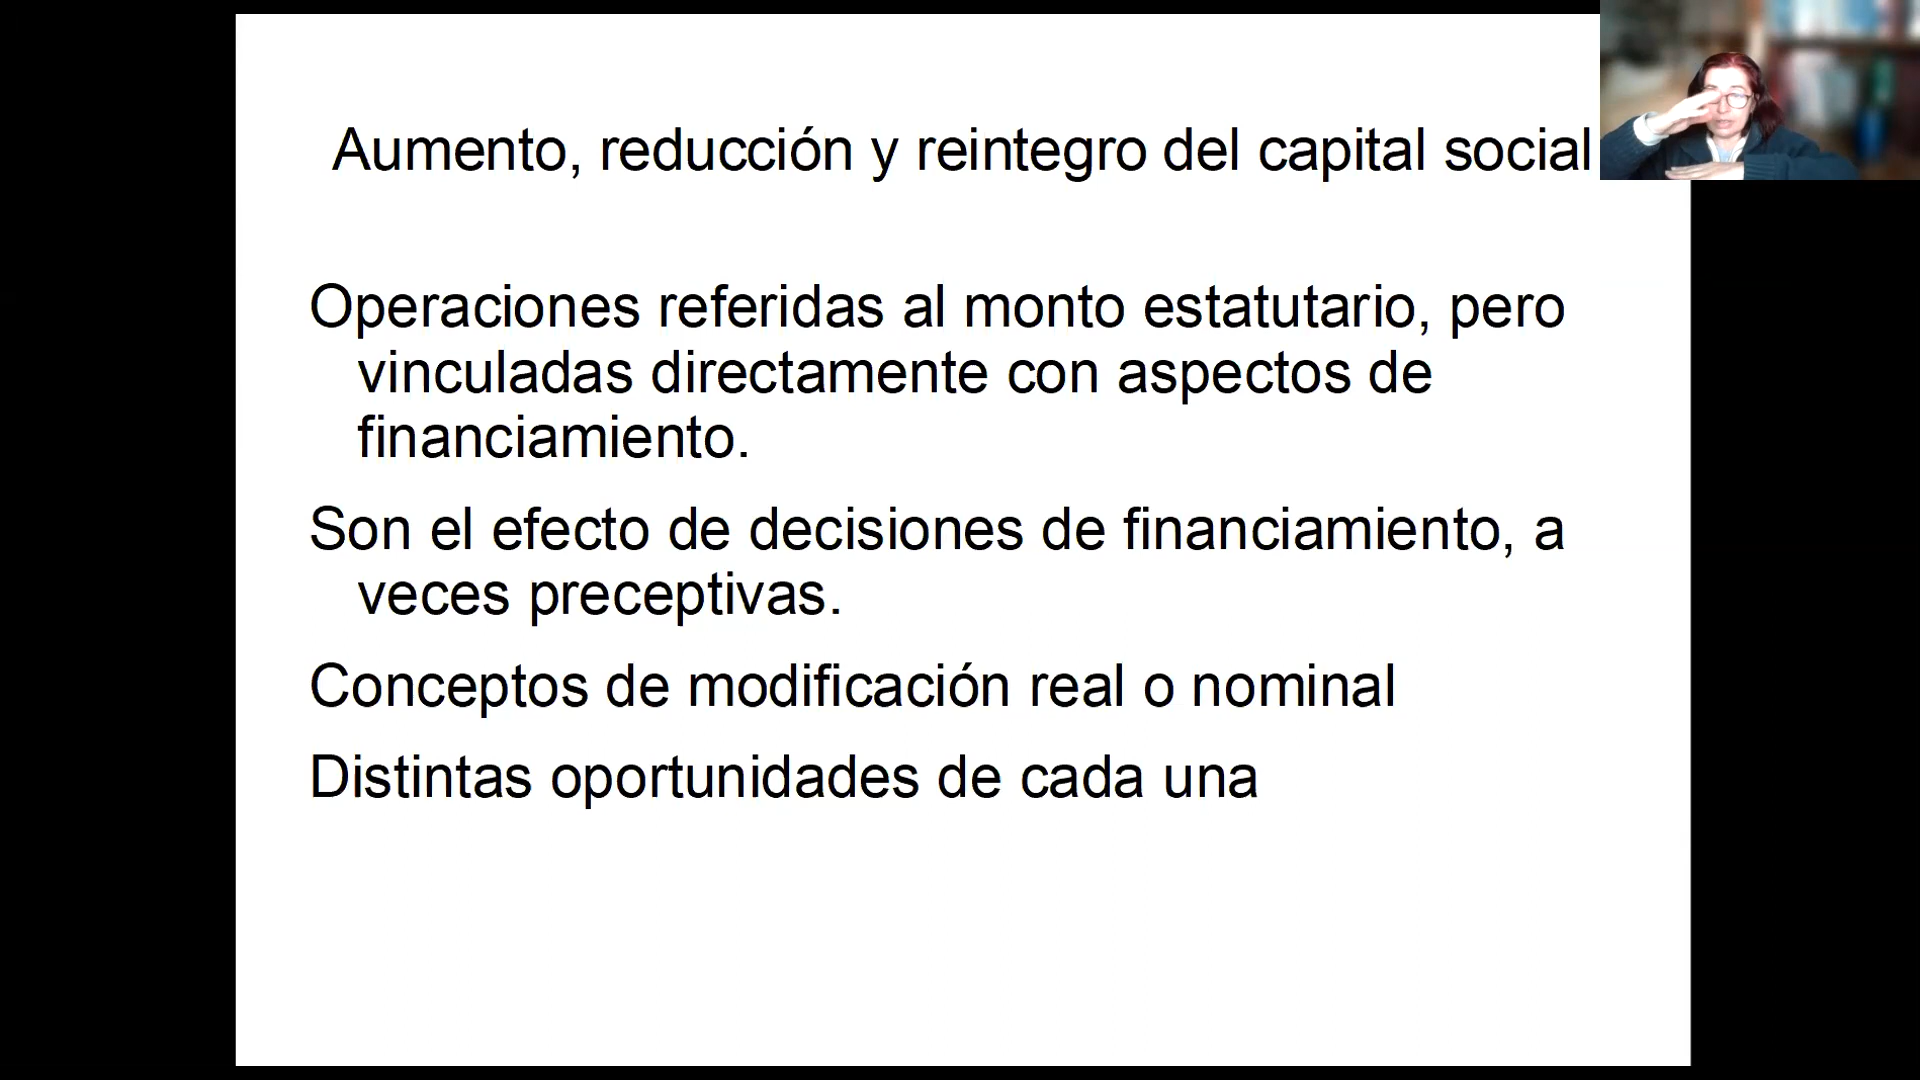 Aumento, reducción y reintegro del capital social
Operaciones referidas al monto estatutario, pero
vinculadas directamente con aspectos de
financiamiento.
Son el efecto de decisiones de financiamiento, a
veces preceptivas.
Conceptos de modificación real o nominal
Distintas oportunidades de cada una